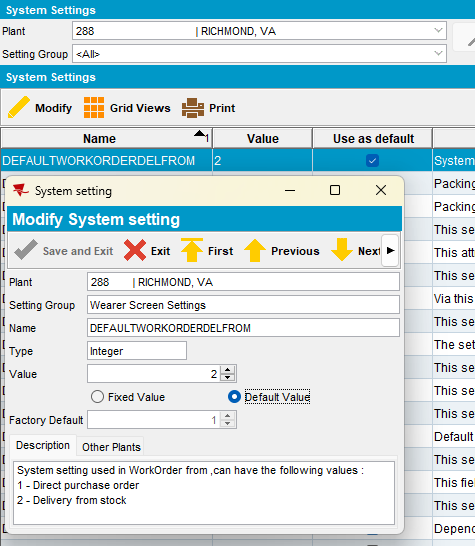 System Settings
Plant 288 | RICHMOND, VA
Setting Group <All>
System Settings
Modify Grid Views Print
Name 1 Value Use as default
DEFAULTWORKORDERDELFROM 2 System
Packing
Packing
This se
This att
This se
Via this
This se
The set
This se
This se
This se
Default
This se
This fie
This se
Depend
System setting
Modify System setting
Save and Exit Exit First Previous Next
Plant 288 | RICHMOND, VA
Setting Group Wearer Screen Settings
Name DEFAULTWORKORDERDELFROM
Type Integer
Value 2
Fixed Value Default Value
Factory Default 1
Description Other Plants
System setting used in WorkOrder from ,can have the following values :
1 - Direct purchase order
2 - Delivery from stock